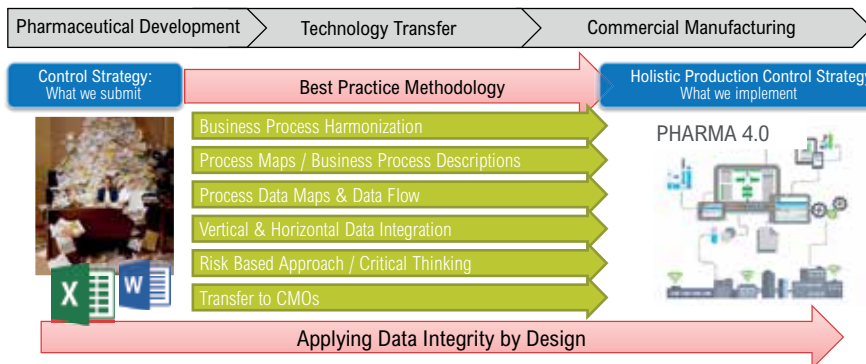 Pharmaceutical Development
Technology Transfer
Commercial Manufacturing
Control Strategy:
What we submit
Best Practice Methodology
Holistic Production Control Strategy
What we implement
Business Process Harmonization
Process Maps / Business Process Descriptions
Process Data Maps & Data Flow
Vertical & Horizontal Data Integration
Risk Based Approach / Critical Thinking
Transfer to CMOs
PHARMA 4.0
X
W
Applying Data Integrity by Design